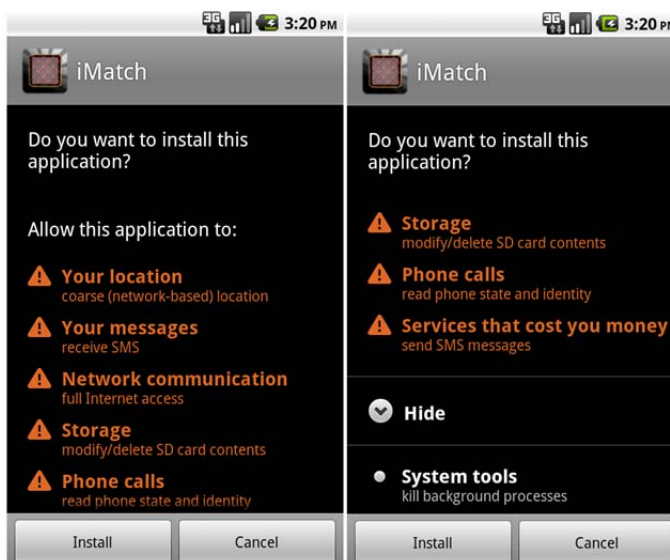 3G 3:20 PM
iMatch
Do you want to install this
application?
Allow this application to:
Your location
coarse (network-based) location
Your messages
receive SMS
Network communication
full Internet access
Storage
modify/delete SD card contents
Phone calls
read phone state and identity
Install Cancel
3G 3:20 PM
iMatch
Do you want to install this
application?
Storage
modify/delete SD card contents
Phone calls
read phone state and identity
Services that cost you money
send SMS messages
Hide
System tools
kill background processes
Install Cancel